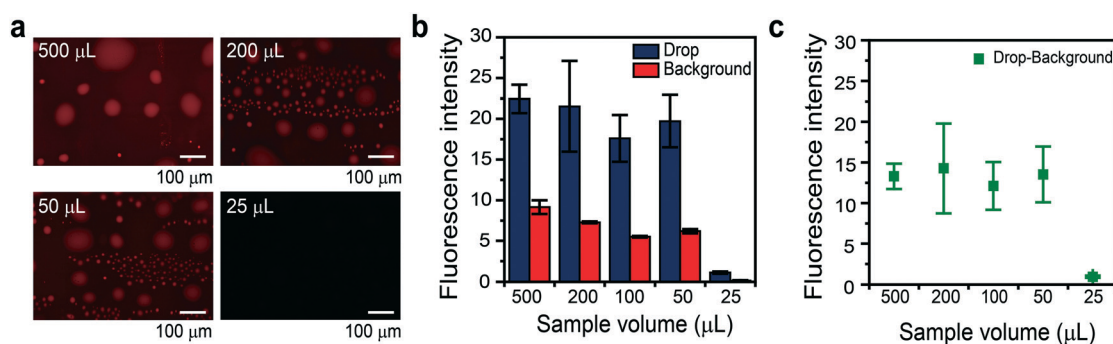 a
500 μL
200 μL
100 μm
100 μm
50 μL
25 μL
100 μm
100 μm
b
30
25
20
15
10
5
0
Fluorescence intensity
Drop
Background
500 200 100 50 25
Sample volume (μL)
c
30
25
20
15
10
5
0
Fluorescence intensity
Drop-Background
500 200 100 50 25
Sample volume (μL)